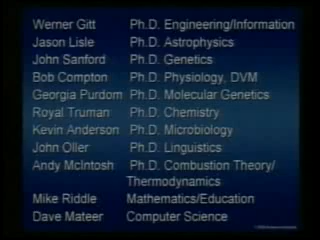 Werner Gitt Ph.D. Engineering/Information
Jason Lisle Ph.D. Astrophysics
John Sanford Ph.D. Genetics
Bob Compton Ph.D. Physiology, DVM
Georgia Purdom Ph.D. Molecular Genetics
Royal Truman Ph.D. Chemistry
Kevin Anderson Ph.D. Microbiology
John Oller Ph.D. Linguistics
Andy McIntosh Ph.D. Combustion Theory/
Thermodynamics
Mike Riddle Mathematics/Education
Dave Mateer Computer Science